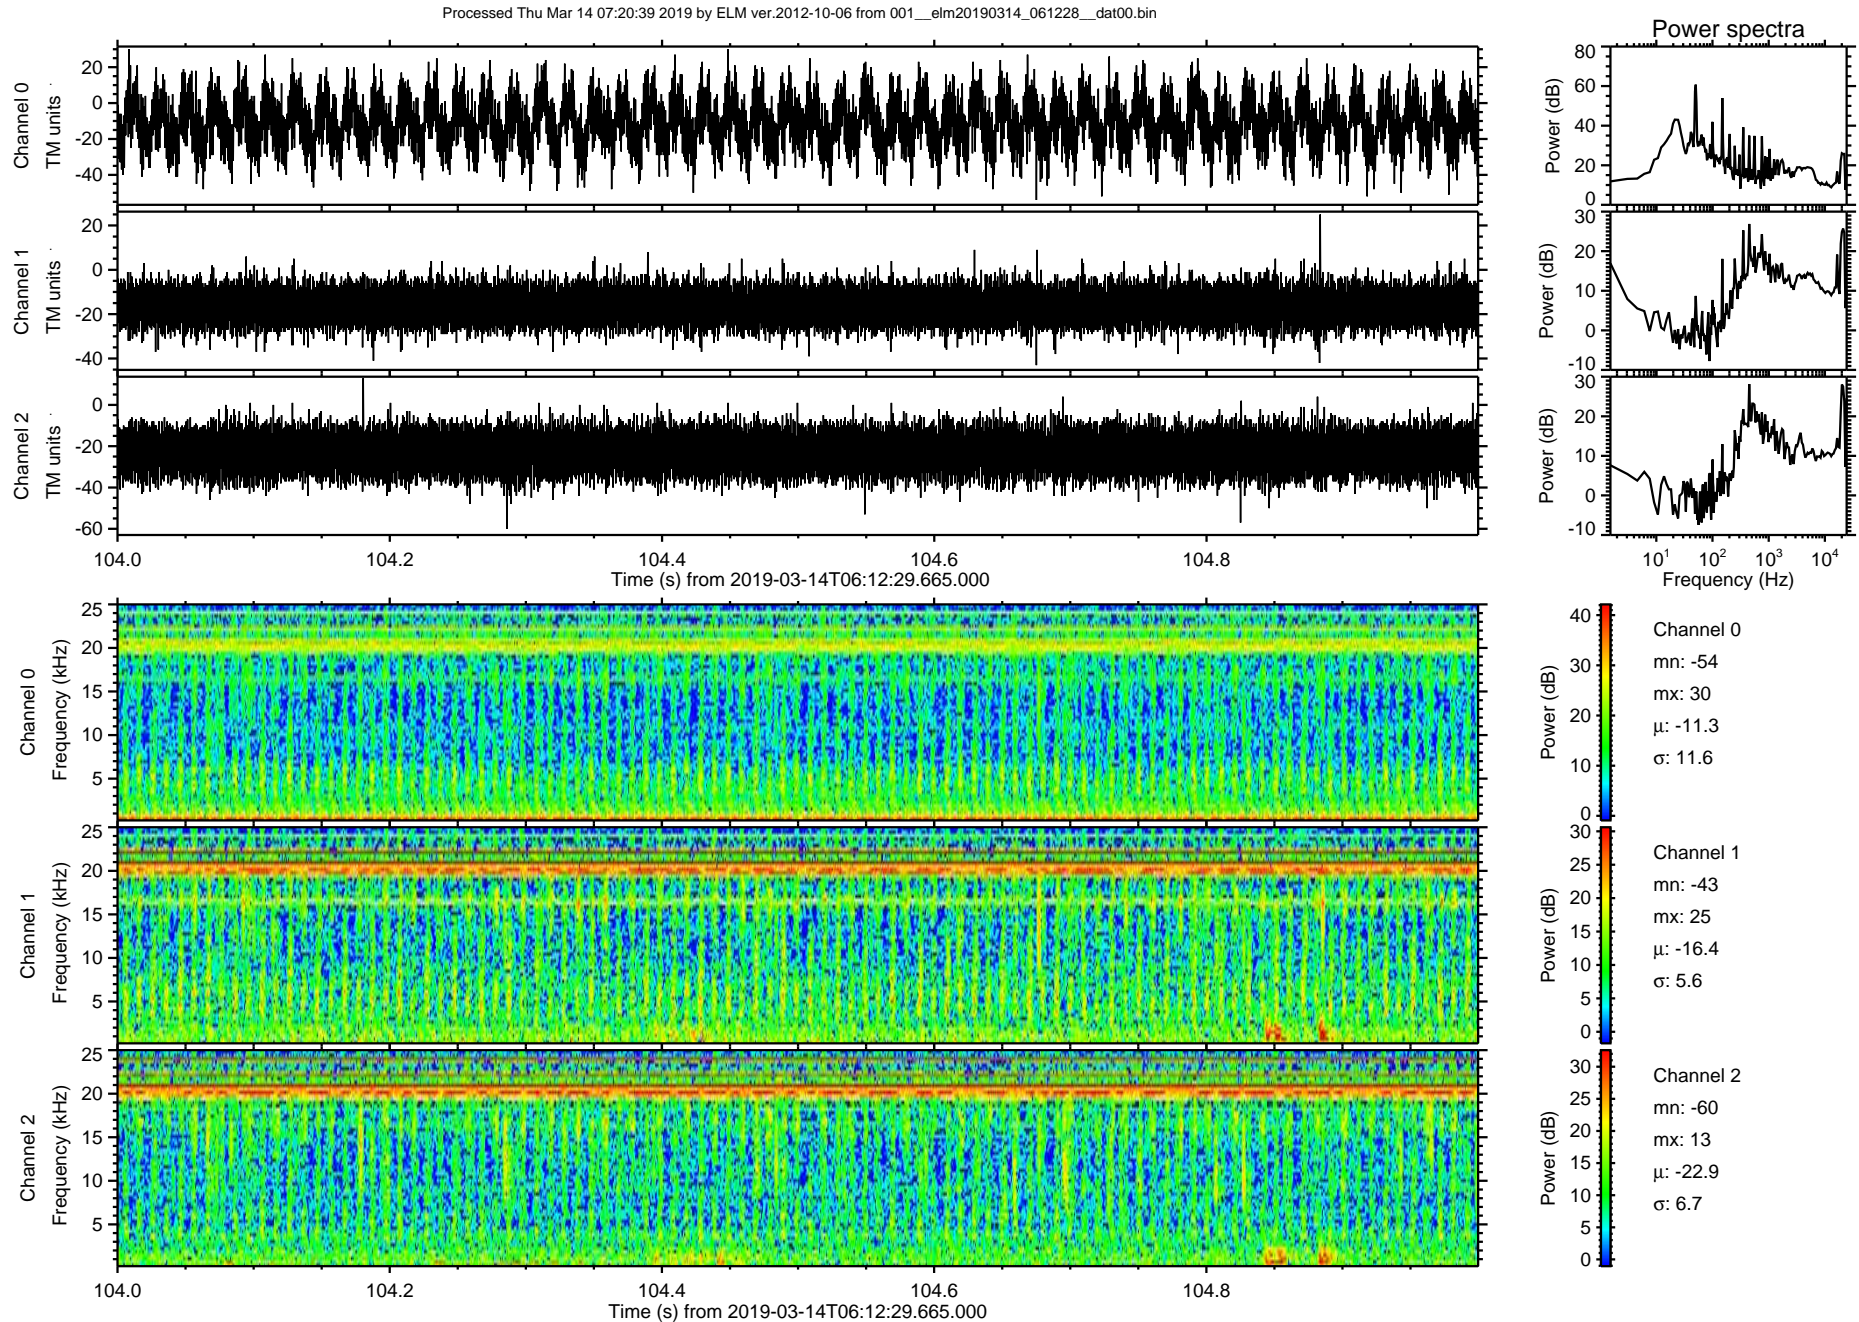 Processed Thu Mar 14 07:20:39 2019 by ELM ver.2012-10-06 from 001__elm20190314_061228__dat00.bin
Power spectra
Channel 0
TM units
20
0
-20
-40
Power (dB)
80
60
40
20
0
Channel 1
TM units
20
0
-20
-40
Power (dB)
30
20
10
0
-10
Channel 2
TM units
0
-20
-40
-60
Power (dB)
30
20
10
0
-10
104.0 104.2 104.4 104.6 104.8
Time (s) from 2019-03-14T06:12:29.665.000
10¹ 10² 10³ 10⁴
Frequency (Hz)
Channel 0
Frequency (kHz)
25
20
15
10
5
Power (dB)
40
30
20
10
0
Channel 0
mn: -54
mx: 30
μ: -11.3
σ: 11.6
Channel 1
Frequency (kHz)
25
20
15
10
5
Power (dB)
30
25
20
15
10
5
0
Channel 1
mn: -43
mx: 25
μ: -16.4
σ: 5.6
Channel 2
Frequency (kHz)
25
20
15
10
5
Power (dB)
30
25
20
15
10
5
0
Channel 2
mn: -60
mx: 13
μ: -22.9
σ: 6.7
104.0 104.2 104.4 104.6 104.8
Time (s) from 2019-03-14T06:12:29.665.000